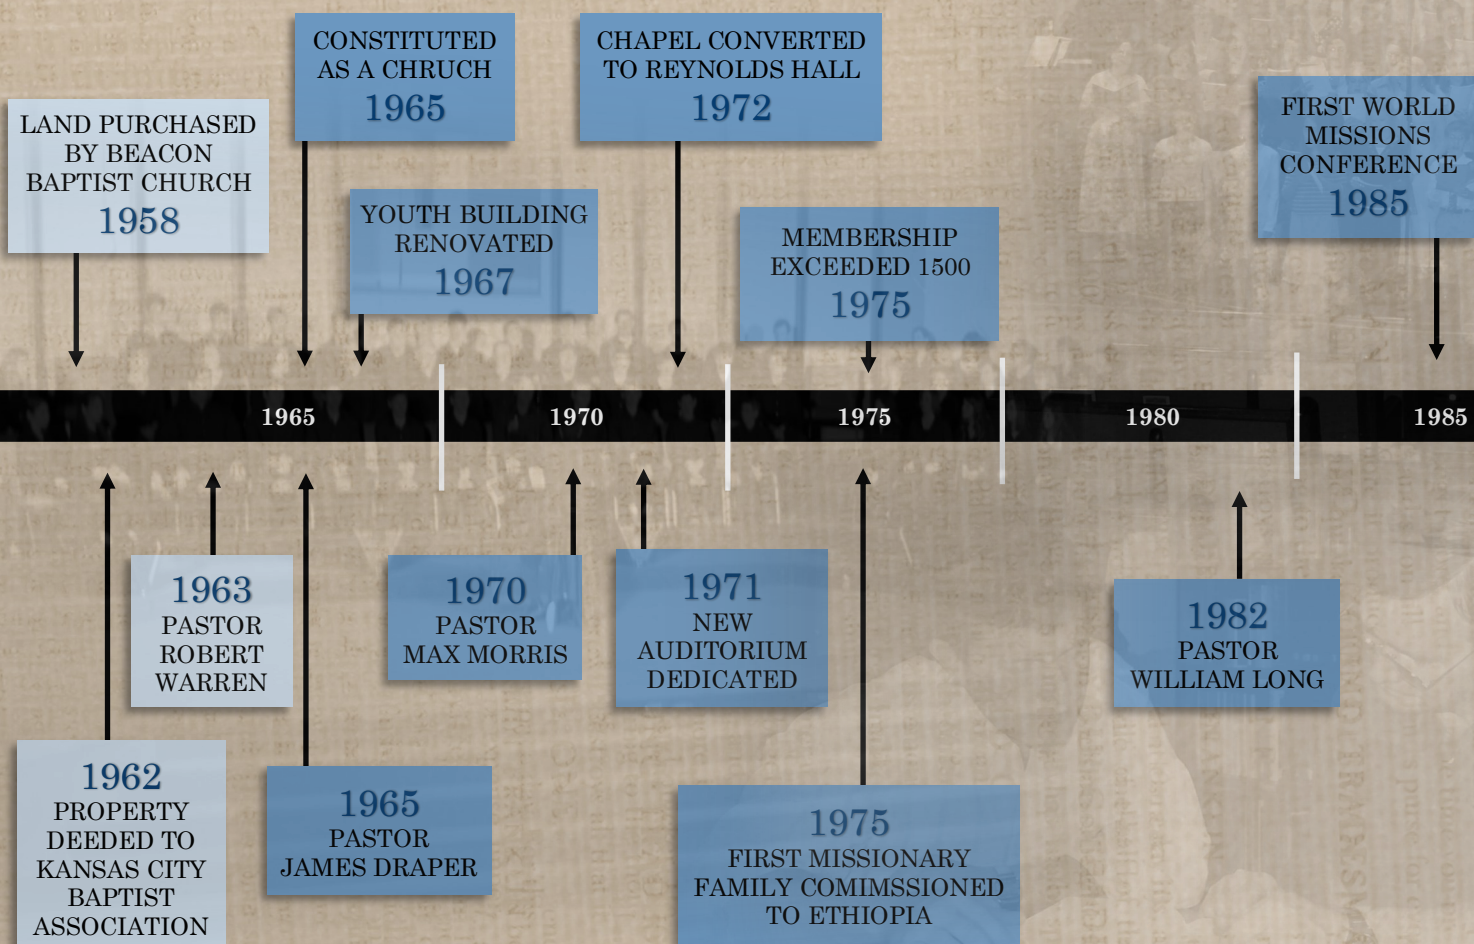 LAND PURCHASED
BY BEACON
BAPTIST CHURCH
1958
CONSTITUTED
AS A CHRUCH
1965
YOUTH BUILDING
RENOVATED
1967
CHAPEL CONVERTED
TO REYNOLDS HALL
1972
MEMBERSHIP
EXCEEDED 1500
1975
FIRST WORLD
MISSIONS
CONFERENCE
1985
1965
1970
1975
1980
1985
1962
PROPERTY
DEEDED TO
KANSAS CITY
BAPTIST
ASSOCIATION
1963
PASTOR
ROBERT
WARREN
1965
PASTOR
JAMES DRAPER
1970
PASTOR
MAX MORRIS
1971
NEW
AUDITORIUM
DEDICATED
1975
FIRST MISSIONARY
FAMILY COMIMSSIONED
TO ETHIOPIA
1982
PASTOR
WILLIAM LONG